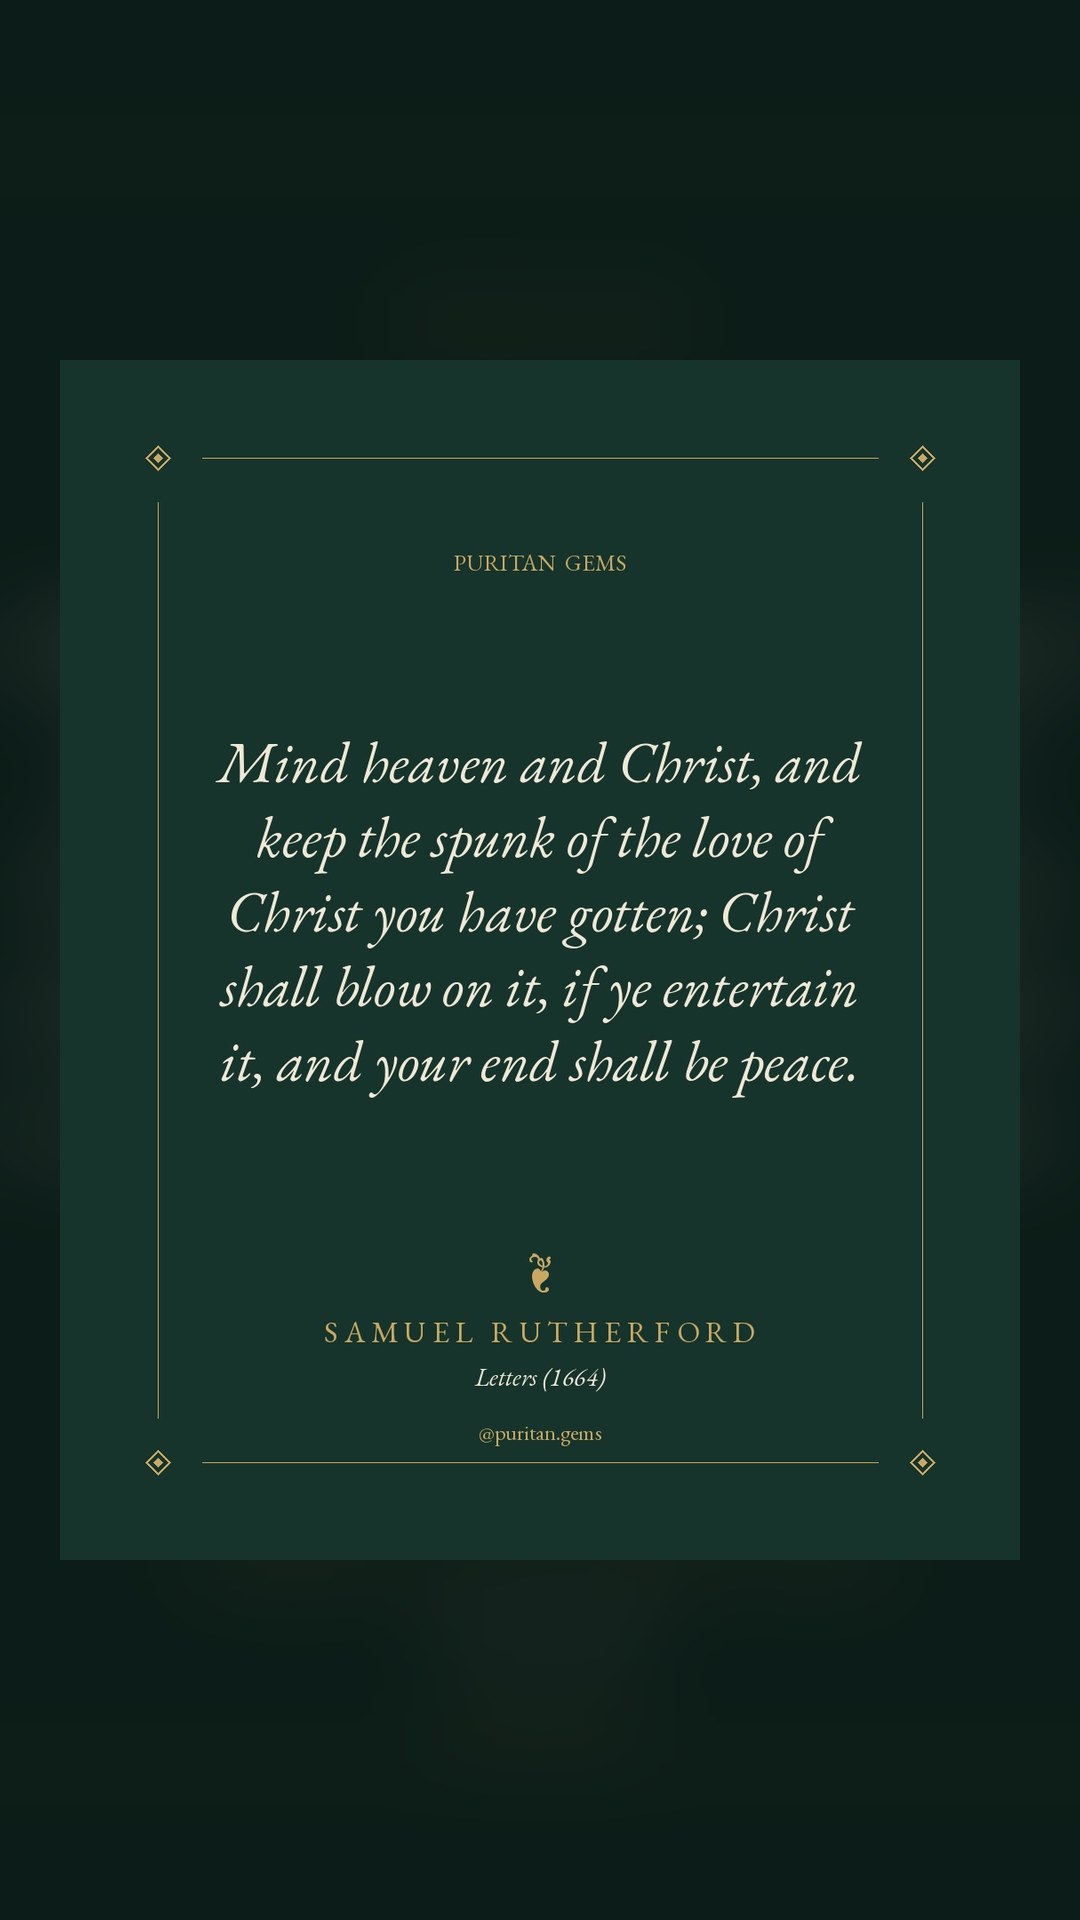 PURITAN GEMS
Mind heaven and Christ, and
keep the spunk of the love of
Christ you have gotten; Christ
shall blow on it, if ye entertain
it, and your end shall be peace.
SAMUEL RUTHERFORD
Letters (1664)
@puritan.gems